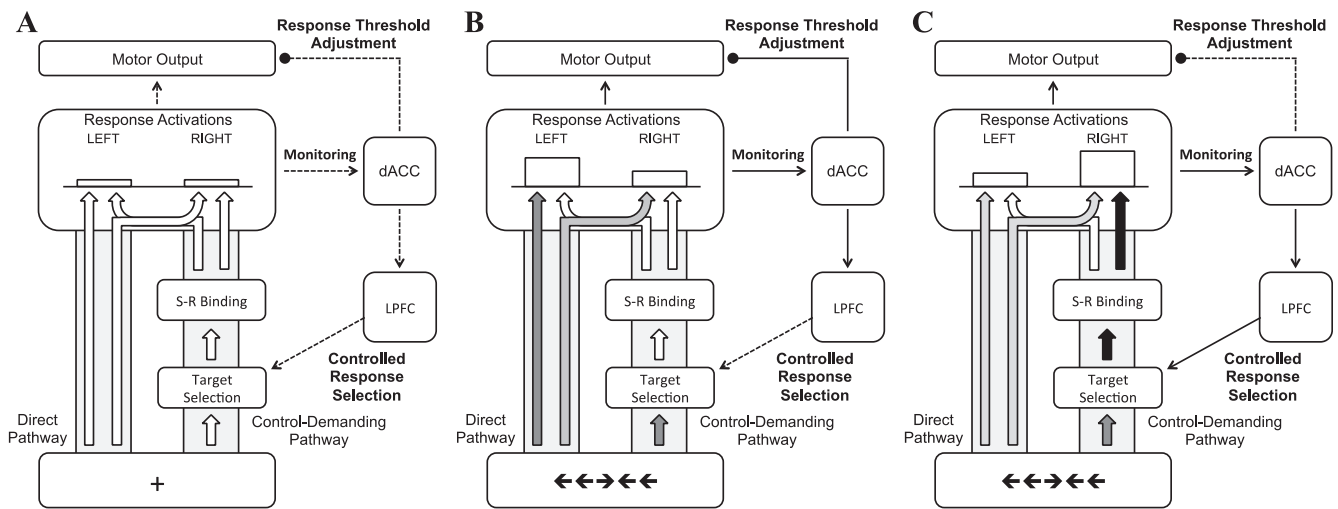 A
Response Threshold
Adjustment
Motor Output
Response Activations
LEFT RIGHT
Monitoring
dACC
S-R Binding
LPFC
Target
Selection
Controlled
Response
Selection
Direct
Pathway
Control-Demanding
Pathway
+
B
Response Threshold
Adjustment
Motor Output
Response Activations
LEFT RIGHT
Monitoring
dACC
S-R Binding
LPFC
Target
Selection
Controlled
Response
Selection
Direct
Pathway
Control-Demanding
Pathway
←←→←←
C
Response Threshold
Adjustment
Motor Output
Response Activations
LEFT RIGHT
Monitoring
dACC
S-R Binding
LPFC
Target
Selection
Controlled
Response
Selection
Direct
Pathway
Control-Demanding
Pathway
←←→←←